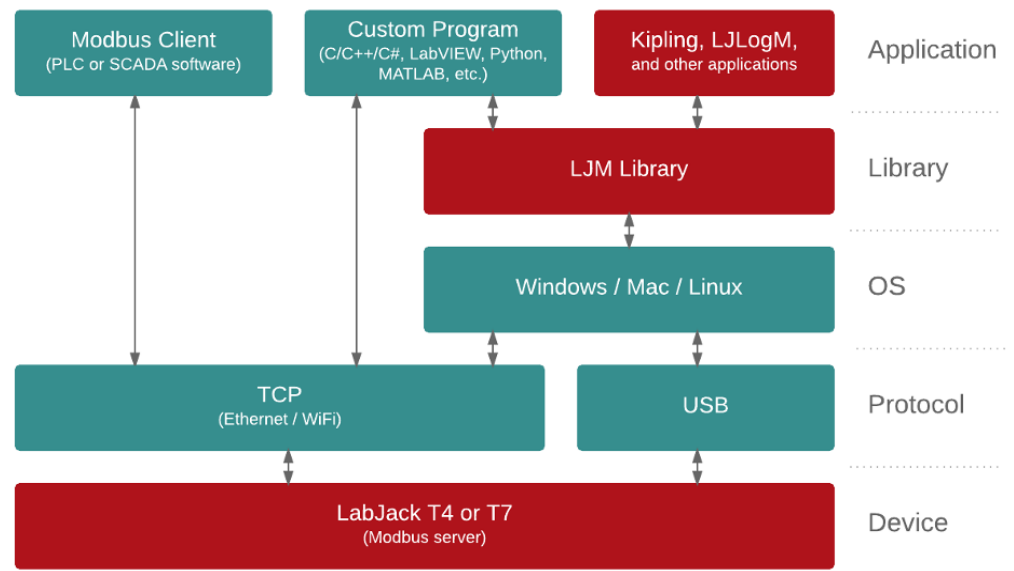 Modbus Client
(PLC or SCADA software)
Custom Program
(C/C++/C#, LabVIEW, Python,
MATLAB, etc.)
Kipling, LJLogM,
and other applications
Application
LJM Library
Library
Windows / Mac / Linux
OS
TCP
(Ethernet / WiFi)
USB
Protocol
LabJack T4 or T7
(Modbus server)
Device